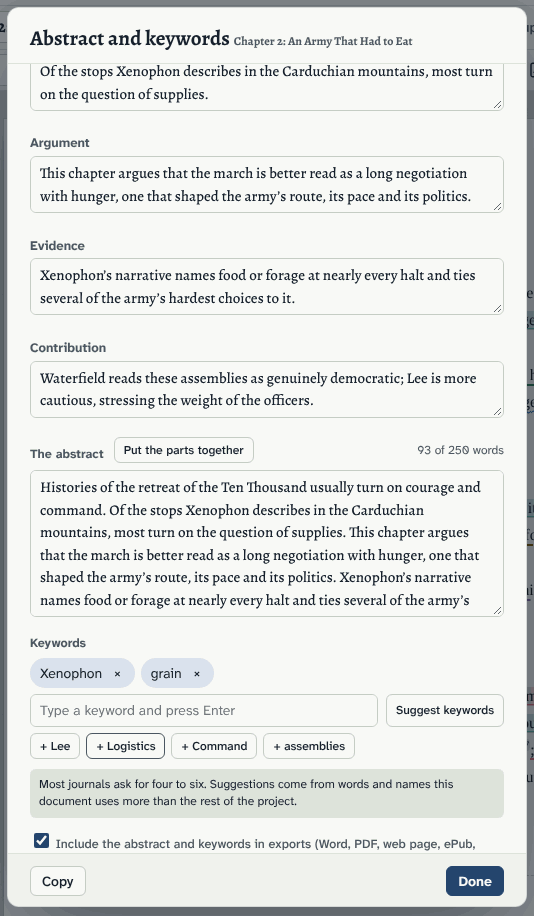 Abstract and keywords Chapter 2: An Army That Had to Eat
Of the stops Xenophon describes in the Carduchian mountains, most turn
on the question of supplies.
Argument
This chapter argues that the march is better read as a long negotiation
with hunger, one that shaped the army’s route, its pace and its politics.
Evidence
Xenophon’s narrative names food or forage at nearly every halt and ties
several of the army’s hardest choices to it.
Contribution
Waterfield reads these assemblies as genuinely democratic; Lee is more
cautious, stressing the weight of the officers.
The abstract Put the parts together 93 of 250 words
Histories of the retreat of the Ten Thousand usually turn on courage and
command. Of the stops Xenophon describes in the Carduchian
mountains, most turn on the question of supplies. This chapter argues
that the march is better read as a long negotiation with hunger, one that
shaped the army’s route, its pace and its politics. Xenophon’s narrative
names food or forage at nearly every halt and ties several of the army’s
Keywords
Xenophon × grain ×
Type a keyword and press Enter Suggest keywords
+ Lee + Logistics + Command + assemblies
Most journals ask for four to six. Suggestions come from words and names this
document uses more than the rest of the project.
Include the abstract and keywords in exports (Word, PDF, web page, ePub,
Copy Done